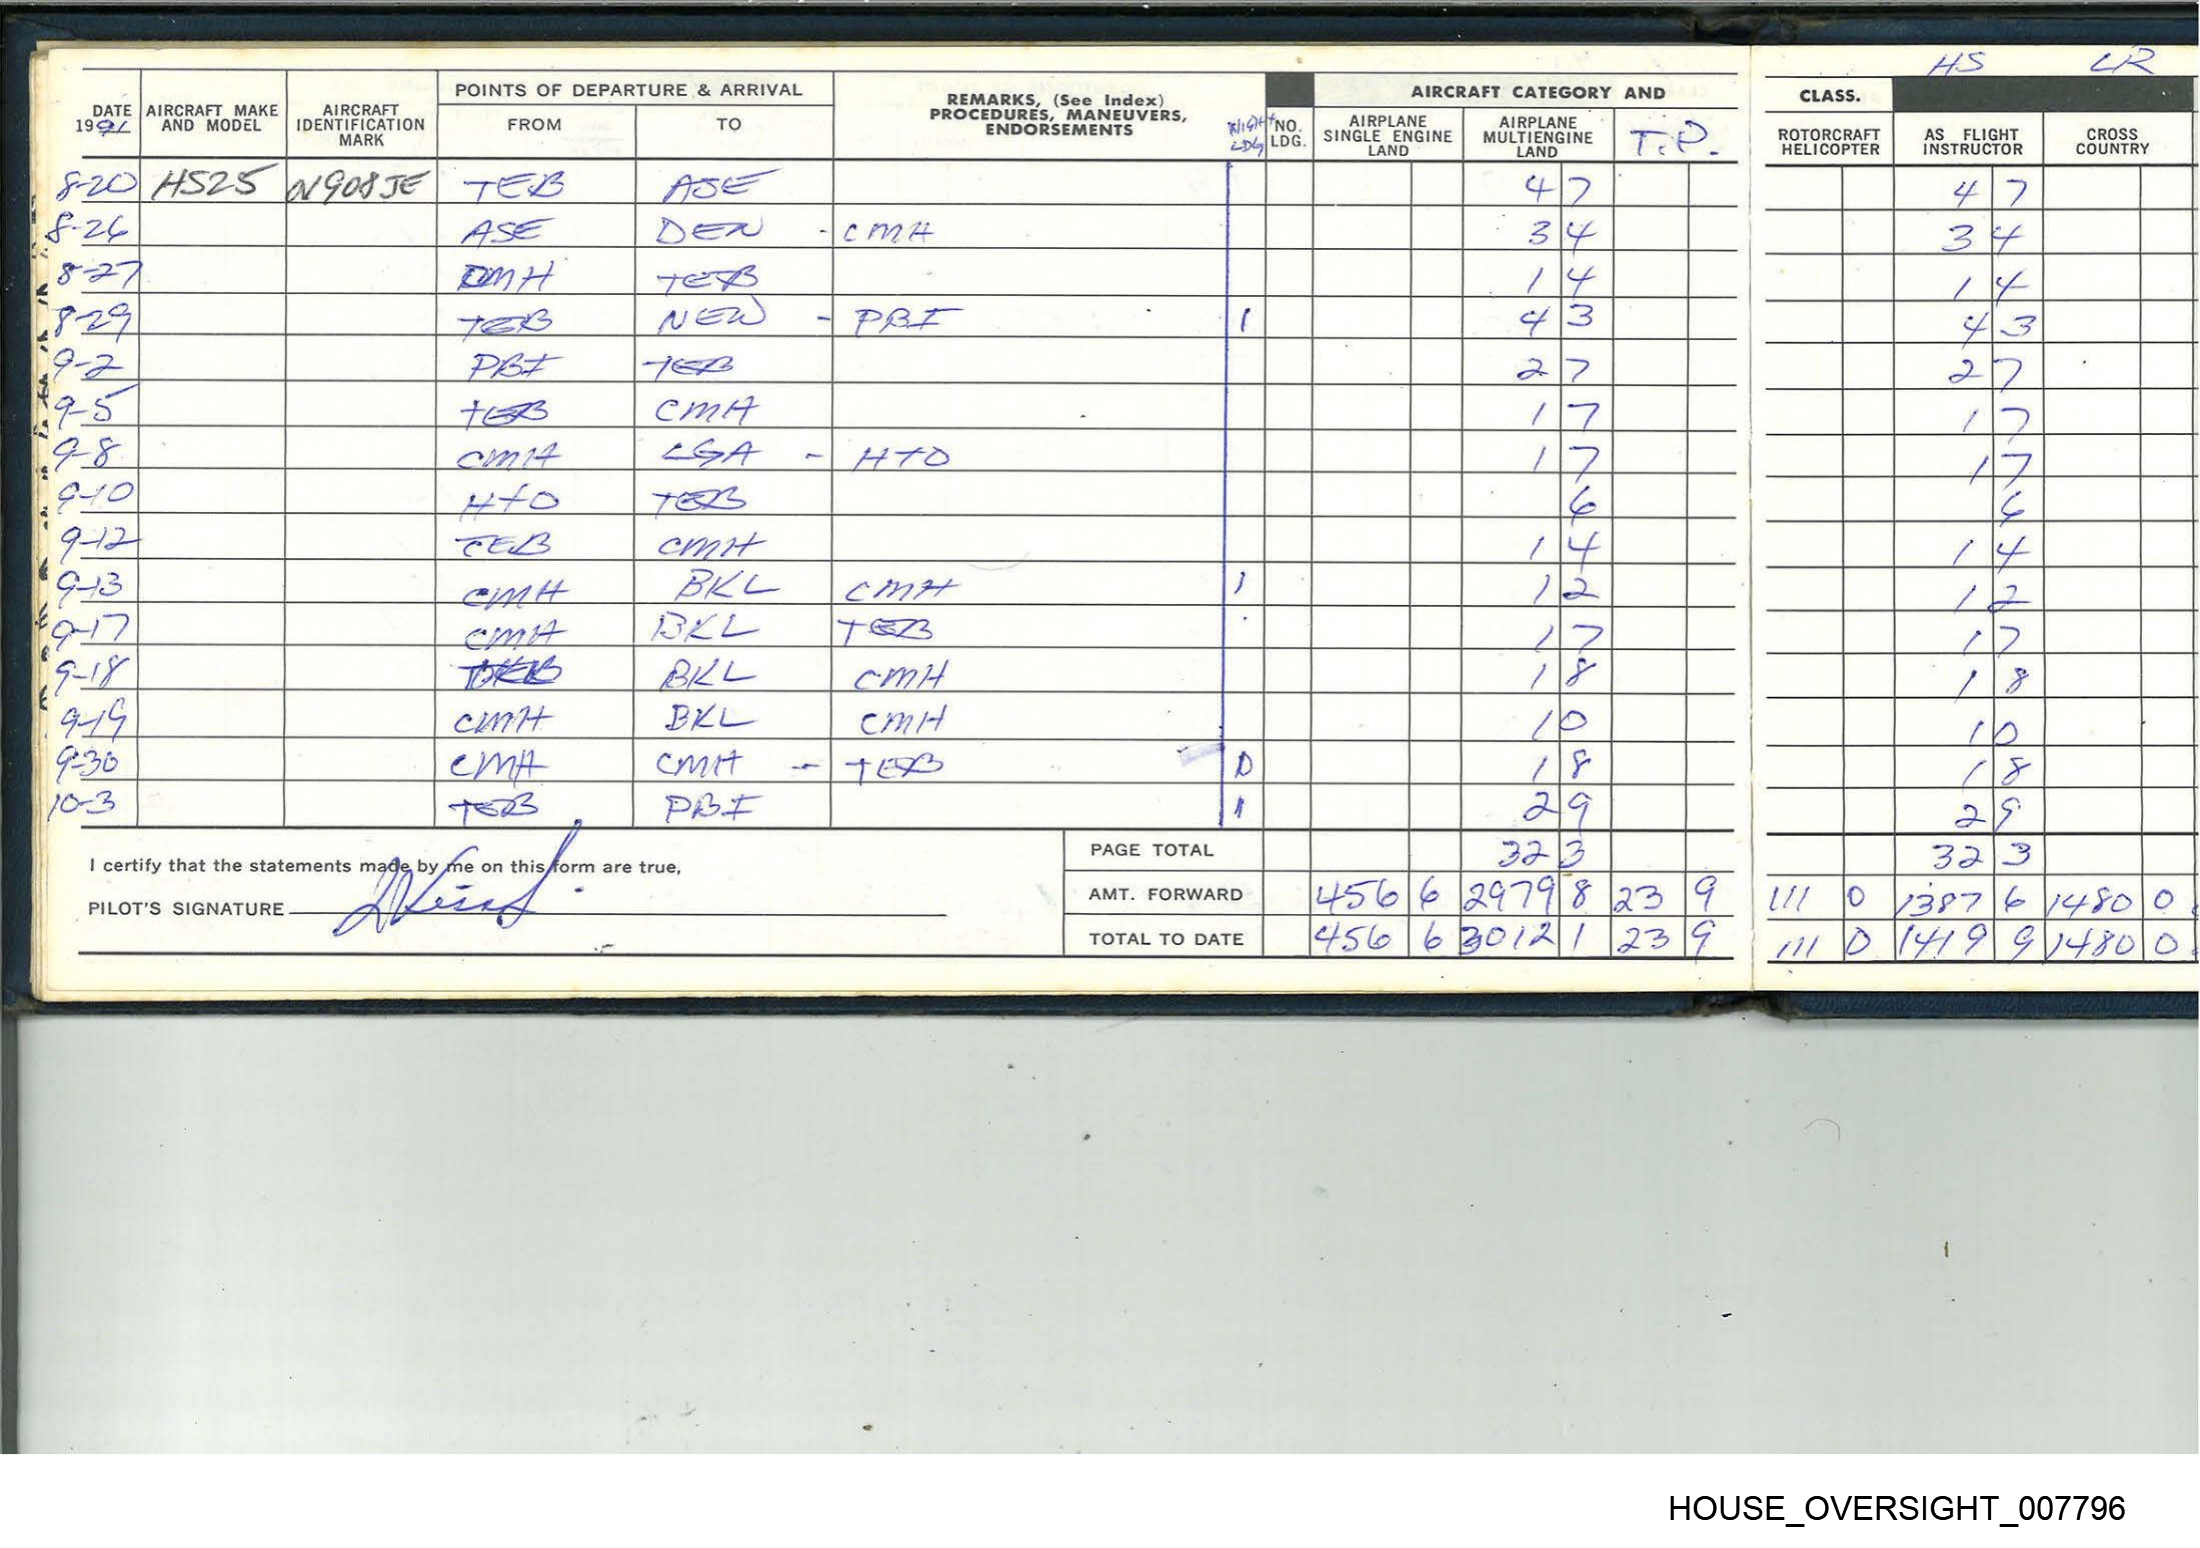 HS LR
DATE 1991 AIRCRAFT MAKE AND MODEL AIRCRAFT IDENTIFICATION MARK POINTS OF DEPARTURE & ARRIVAL FROM TO REMARKS, (See Index) PROCEDURES, MANEUVERS, ENDORSEMENTS NIGHT LDG NO. LDG. AIRCRAFT CATEGORY AND AIRPLANE SINGLE ENGINE LAND AIRPLANE MULTIENGINE LAND T.P. CLASS. ROTORCRAFT HELICOPTER AS FLIGHT INSTRUCTOR CROSS COUNTRY
8-20 HS25 N908JE TEB ASE 4 7 4 7
8-26 ASE DEN - CMH 3 4 3 4
8-27 CMH TEB 1 4 1 4
8-29 TEB NEW - PBI 1 4 3 4 3
9-2 PBI TEB 2 7 2 7
9-5 TEB CMH 1 7 1 7
9-8 CMH LGA - HTO 1 7 1 7
9-10 HTO TEB 6 6
9-12 TEB CMH 1 4 1 4
9-13 CMH BKL CMH 1 1 2 1 2
9-17 CMH BKL TEB 1 7 1 7
9-18 BKL CMH 1 8 1 8
9-19 CMH BKL CMH 1 0 1 0
9-30 CMH CMH - TEB 1 8 1 8
10-3 TEB PBI 1 2 9 2 9
I certify that the statements made by me on this form are true,
PILOT'S SIGNATURE
PAGE TOTAL 32 3 32 3
AMT. FORWARD 456 6 2979 8 23 9 111 0 1387 6 1480 0
TOTAL TO DATE 456 6 3012 1 23 9 111 0 1419 9 1480 0
HOUSE_OVERSIGHT_007796